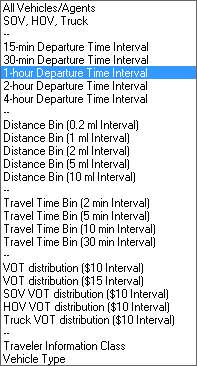 All Vehicles/Agents
SOV, HOV, Truck
--
15-min Departure Time Interval
30-min Departure Time Interval
1-hour Departure Time Interval
2-hour Departure Time Interval
4-hour Departure Time Interval
--
Distance Bin (0.2 ml Interval)
Distance Bin (1 ml Interval)
Distance Bin (2 ml Interval)
Distance Bin (5 ml Interval)
Distance Bin (10 ml Interval)
--
Travel Time Bin (2 min Interval)
Travel Time Bin (5 min Interval)
Travel Time Bin (10 min Interval)
Travel Time Bin (30 min Interval)
--
VOT distribution ($10 Interval)
VOT distribution ($15 Interval)
SOV VOT distribution ($10 Interval)
HOV VOT distribution ($10 Interval)
Truck VOT distribution ($10 Interval)
--
Traveler Information Class
Vehicle Type